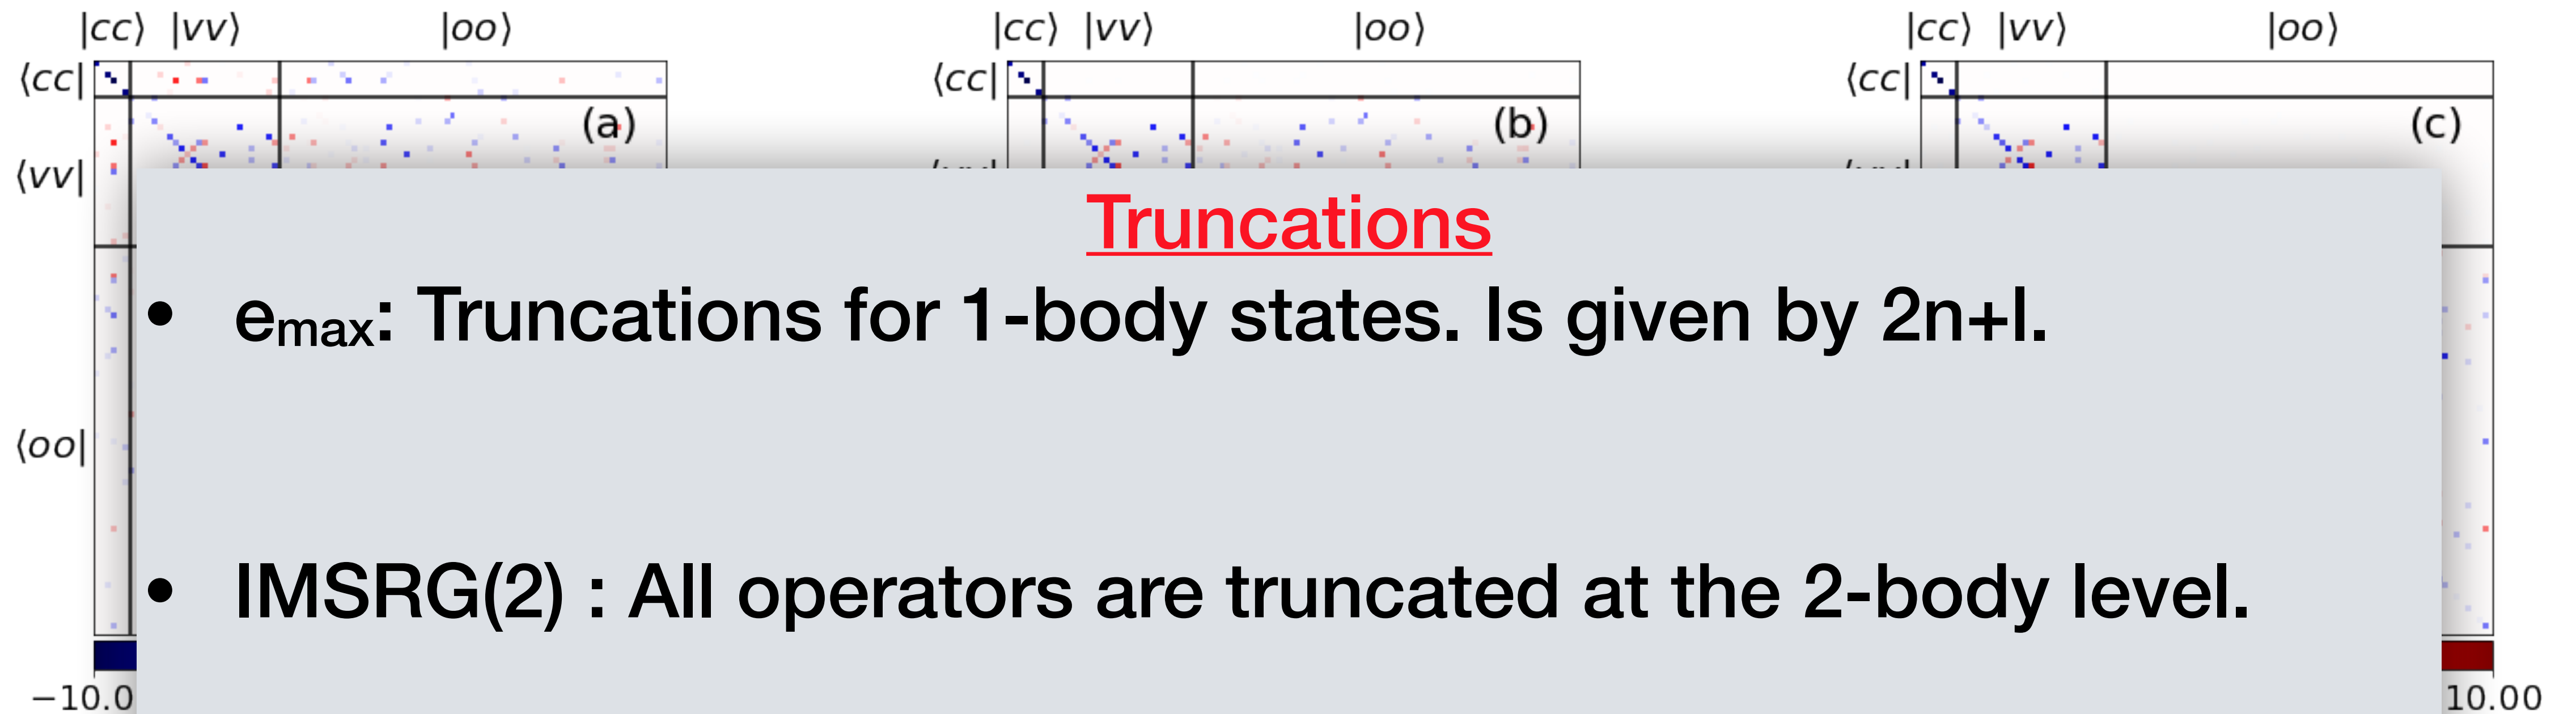 |cc⟩ |vv⟩ |oo⟩ |cc⟩ |vv⟩ |oo⟩ |cc⟩ |vv⟩ |oo⟩
⟨cc| ⟨cc| ⟨cc|
(a) (b) (c)
⟨vv|
Truncations
• emax: Truncations for 1-body states. Is given by 2n+l.
⟨oo|
• IMSRG(2) : All operators are truncated at the 2-body level.
−10.0 10.00